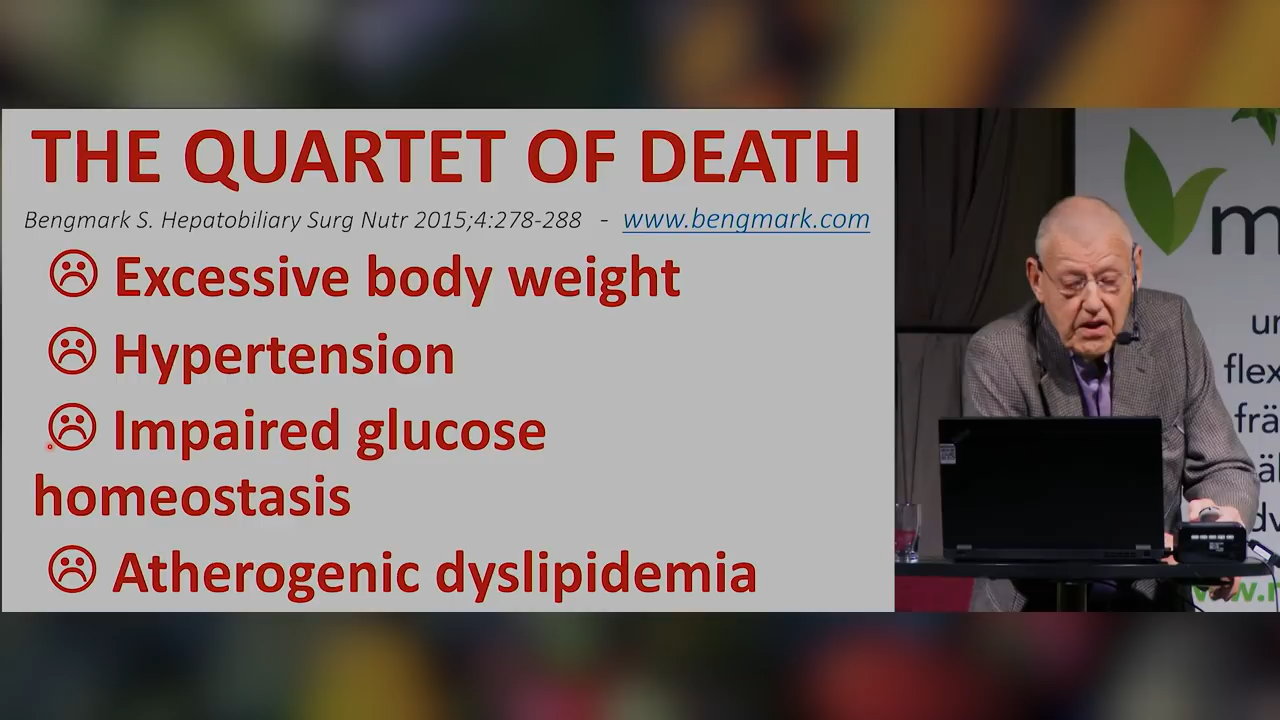 THE QUARTET OF DEATH
Bengmark S. Hepatobiliary Surg Nutr 2015;4:278-288 - www.bengmark.com
☹ Excessive body weight
☹ Hypertension
☹ Impaired glucose
homeostasis
☹ Atherogenic dyslipidemia